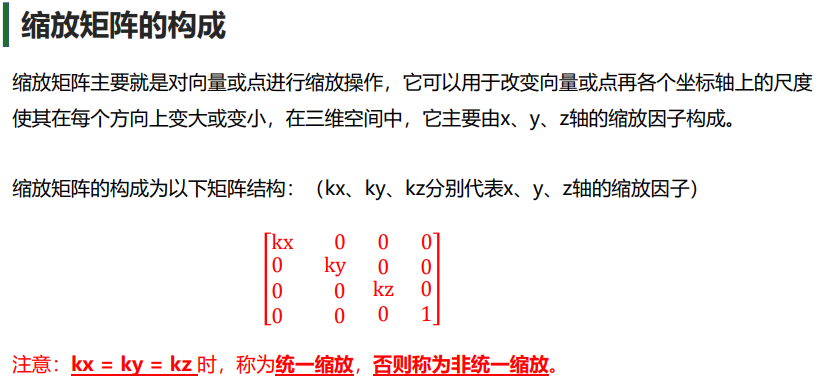 缩放矩阵的构成
缩放矩阵主要就是对向量或点进行缩放操作，它可以用于改变向量或点再各个坐标轴上的尺度
使其在每个方向上变大或变小，在三维空间中，它主要由x、y、z轴的缩放因子构成。
缩放矩阵的构成为以下矩阵结构：（kx、ky、kz分别代表x、y、z轴的缩放因子）
kx 0 0 0
0 ky 0 0
0 0 kz 0
0 0 0 1
注意：kx = ky = kz 时，称为统一缩放，否则称为非统一缩放。